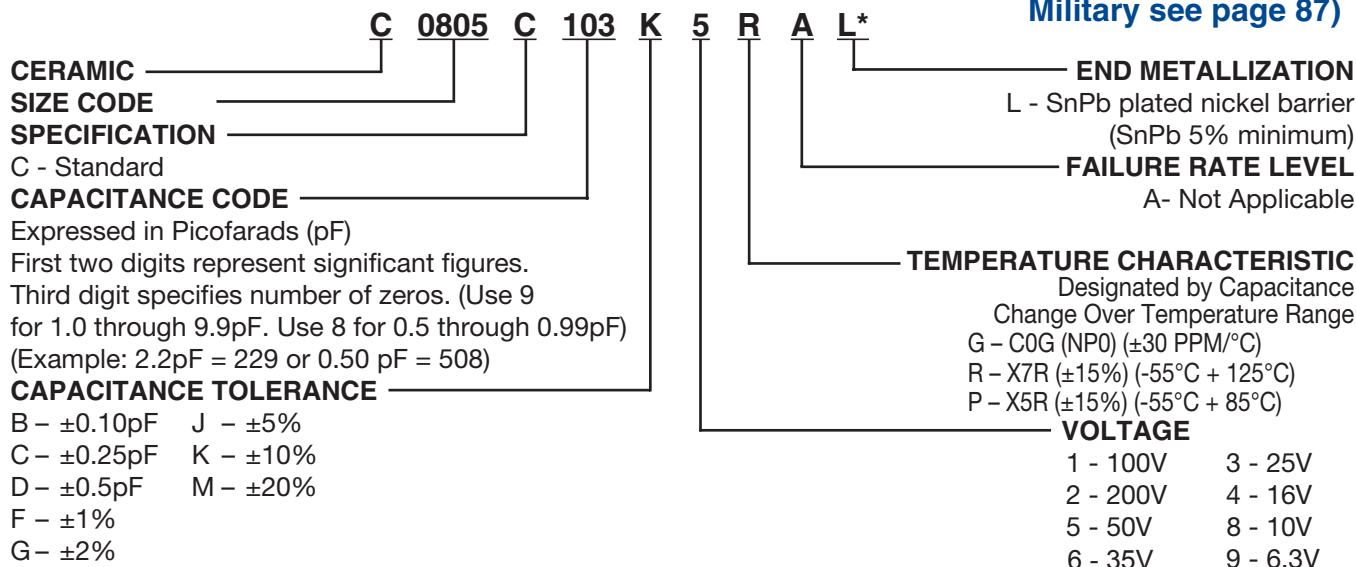 Military see page 87)
C 0805 C 103 K 5 R A L*
CERAMIC
SIZE CODE
SPECIFICATION
C - Standard
CAPACITANCE CODE
Expressed in Picofarads (pF)
First two digits represent significant figures.
Third digit specifies number of zeros. (Use 9
for 1.0 through 9.9pF. Use 8 for 0.5 through 0.99pF)
(Example: 2.2pF = 229 or 0.50 pF = 508)
CAPACITANCE TOLERANCE
B – ±0.10pF J – ±5%
C – ±0.25pF K – ±10%
D – ±0.5pF M – ±20%
F – ±1%
G – ±2%
END METALLIZATION
L - SnPb plated nickel barrier
(SnPb 5% minimum)
FAILURE RATE LEVEL
A- Not Applicable
TEMPERATURE CHARACTERISTIC
Designated by Capacitance
Change Over Temperature Range
G – C0G (NP0) (±30 PPM/°C)
R – X7R (±15%) (-55°C + 125°C)
P – X5R (±15%) (-55°C + 85°C)
VOLTAGE
1 - 100V 3 - 25V
2 - 200V 4 - 16V
5 - 50V 8 - 10V
6 - 35V 9 - 6.3V